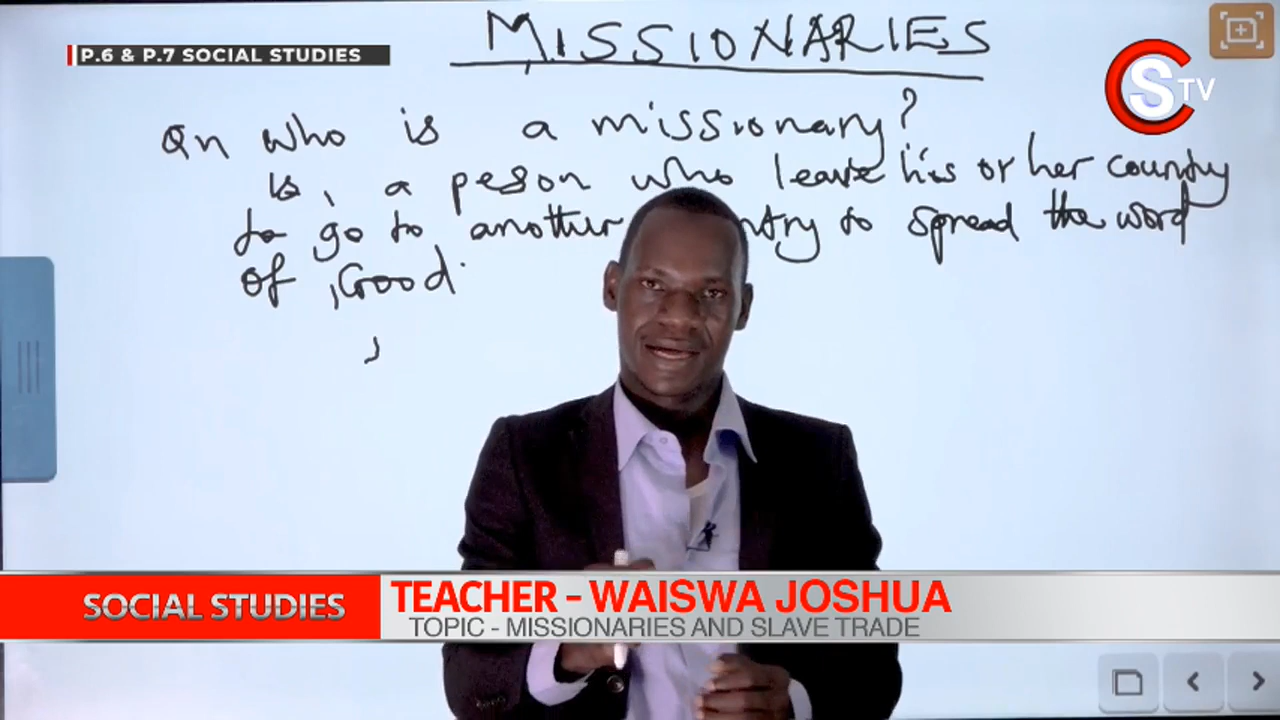 MISSIONARIES
P.6 & P.7 SOCIAL STUDIES
CS TV
Qn Who is a missionary?
Is, a peson who leave his or her country
to go to another ntry to spread the word
of Good.
SOCIAL STUDIES
TEACHER - WAISWA JOSHUA
TOPIC - MISSIONARIES AND SLAVE TRADE